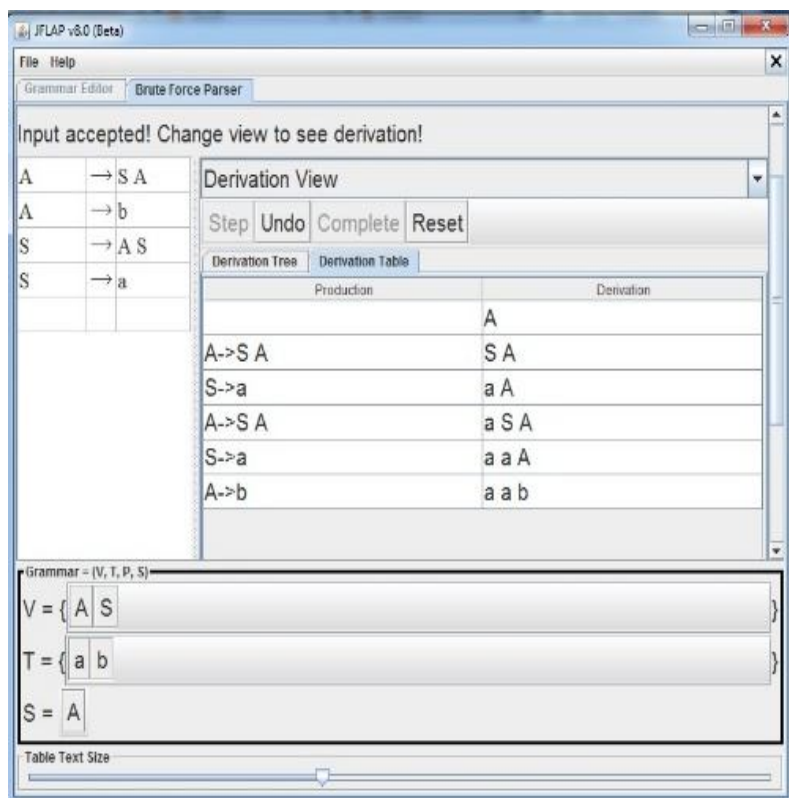 JFLAP v8.0 (Beta)
File Help
Grammar Editor Brute Force Parser
Input accepted! Change view to see derivation!
A → S A
A → b
S → A S
S → a
Derivation View
Step Undo Complete Reset
Derivation Tree Derivation Table
Production Derivation
A
A->S A S A
S->a a A
A->S A a S A
S->a a a A
A->b a a b
Grammar = (V, T, P, S)
V = { A S }
T = { a b }
S = A
Table Text Size